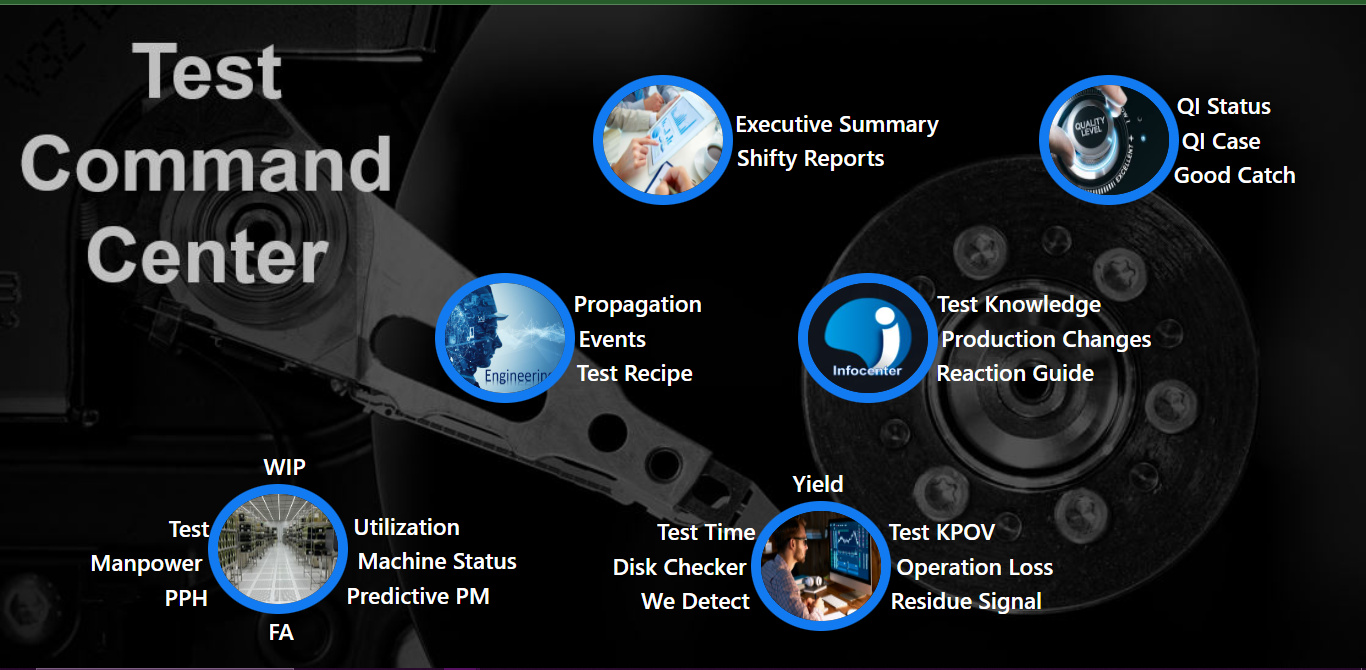 Test
Command
Center
Executive Summary
Shifty Reports
QUALITY
LEVEL
EXCELLENT
QI Status
QI Case
Good Catch
Engineering
Propagation
Events
Test Recipe
Infocenter
Test Knowledge
Production Changes
Reaction Guide
WIP
Test
Manpower
PPH
Utilization
Machine Status
Predictive PM
FA
Yield
Test Time
Disk Checker
We Detect
Test KPOV
Operation Loss
Residue Signal